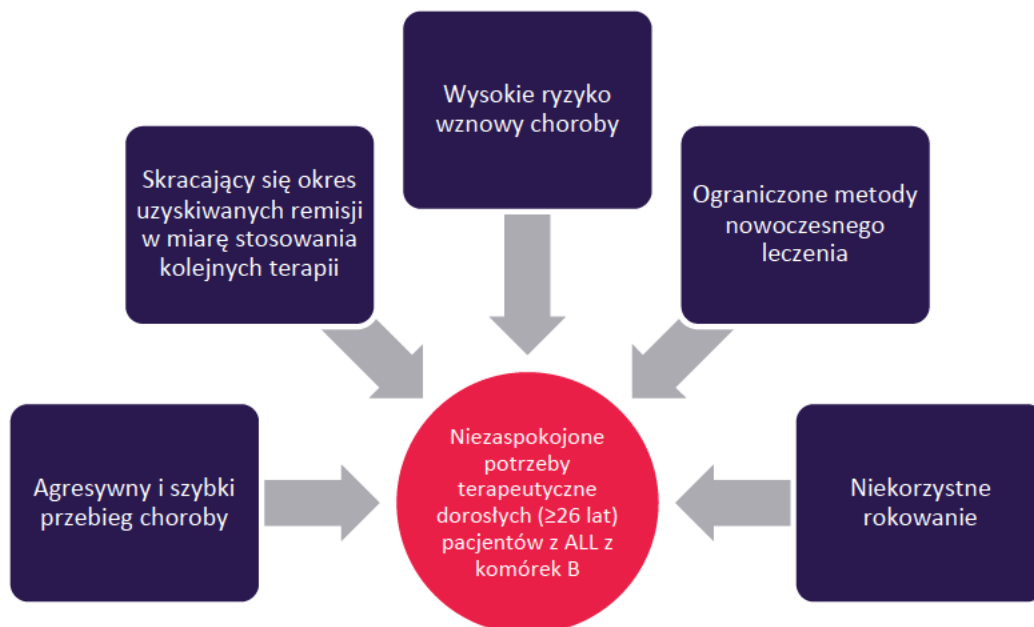 Wysokie ryzyko
wznowy choroby
Skracający się okres
uzyskiwanych remisji
w miarę stosowania
kolejnych terapii
Ograniczone metody
nowoczesnego
leczenia
Agresywny i szybki
przebieg choroby
Niezaspokojone
potrzeby
terapeutyczne
dorosłych (≥26 lat)
pacjentów z ALL z
komórek B
Niekorzystne
rokowanie